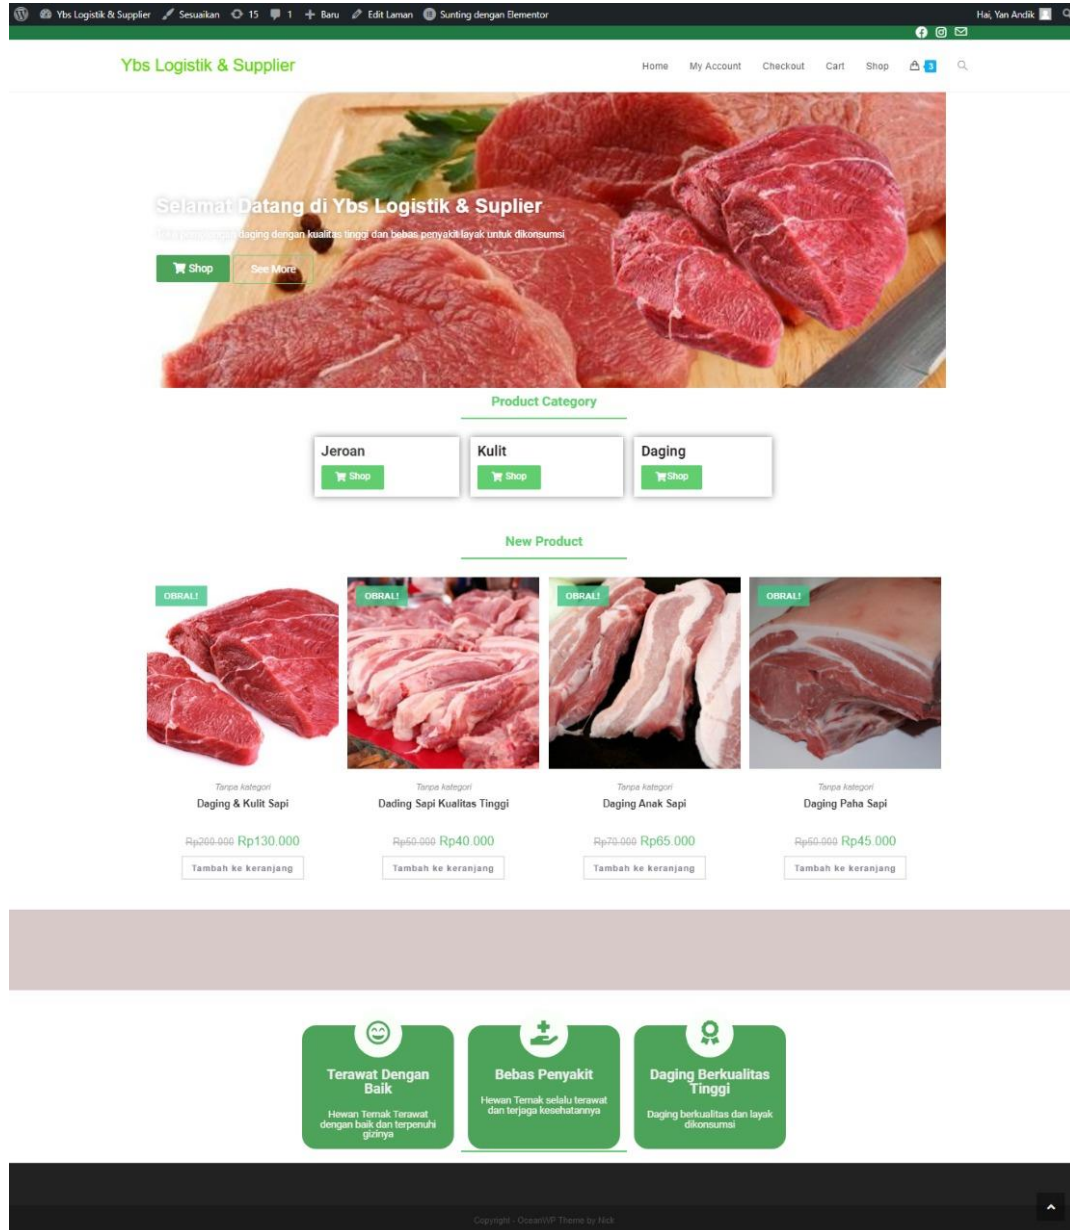 Ybs Logistik & Supplier Sesuaikan 15 1 + Baru Edit Laman Sunting dengan Elementor Hai, Yan Andik
Ybs Logistik & Supplier Home My Account Checkout Cart Shop 3
Selamat Datang di Ybs Logistik & Suplier
daging dengan kualitas tinggi dan bebas penyakit layak untuk dikonsumsi
Shop See More
Product Category
Jeroan Kulit Daging
Shop Shop Shop
New Product
OBRAL! OBRAL! OBRAL! OBRAL!
Tanpa kategori Tanpa kategori Tanpa kategori Tanpa kategori
Daging & Kulit Sapi Dading Sapi Kualitas Tinggi Daging Anak Sapi Daging Paha Sapi
Rp200.000 Rp130.000 Rp50.000 Rp40.000 Rp70.000 Rp65.000 Rp50.000 Rp45.000
Tambah ke keranjang Tambah ke keranjang Tambah ke keranjang Tambah ke keranjang
Terawat Dengan
Baik
Hewan Ternak Terawat
dengan baik dan terpenuhi
gizinya
Bebas Penyakit
Hewan Ternak selalu terawat
dan terjaga kesehatannya
Daging Berkualitas
Tinggi
Daging berkualitas dan layak
dikonsumsi
Copyright - OceanWP Theme by Nick